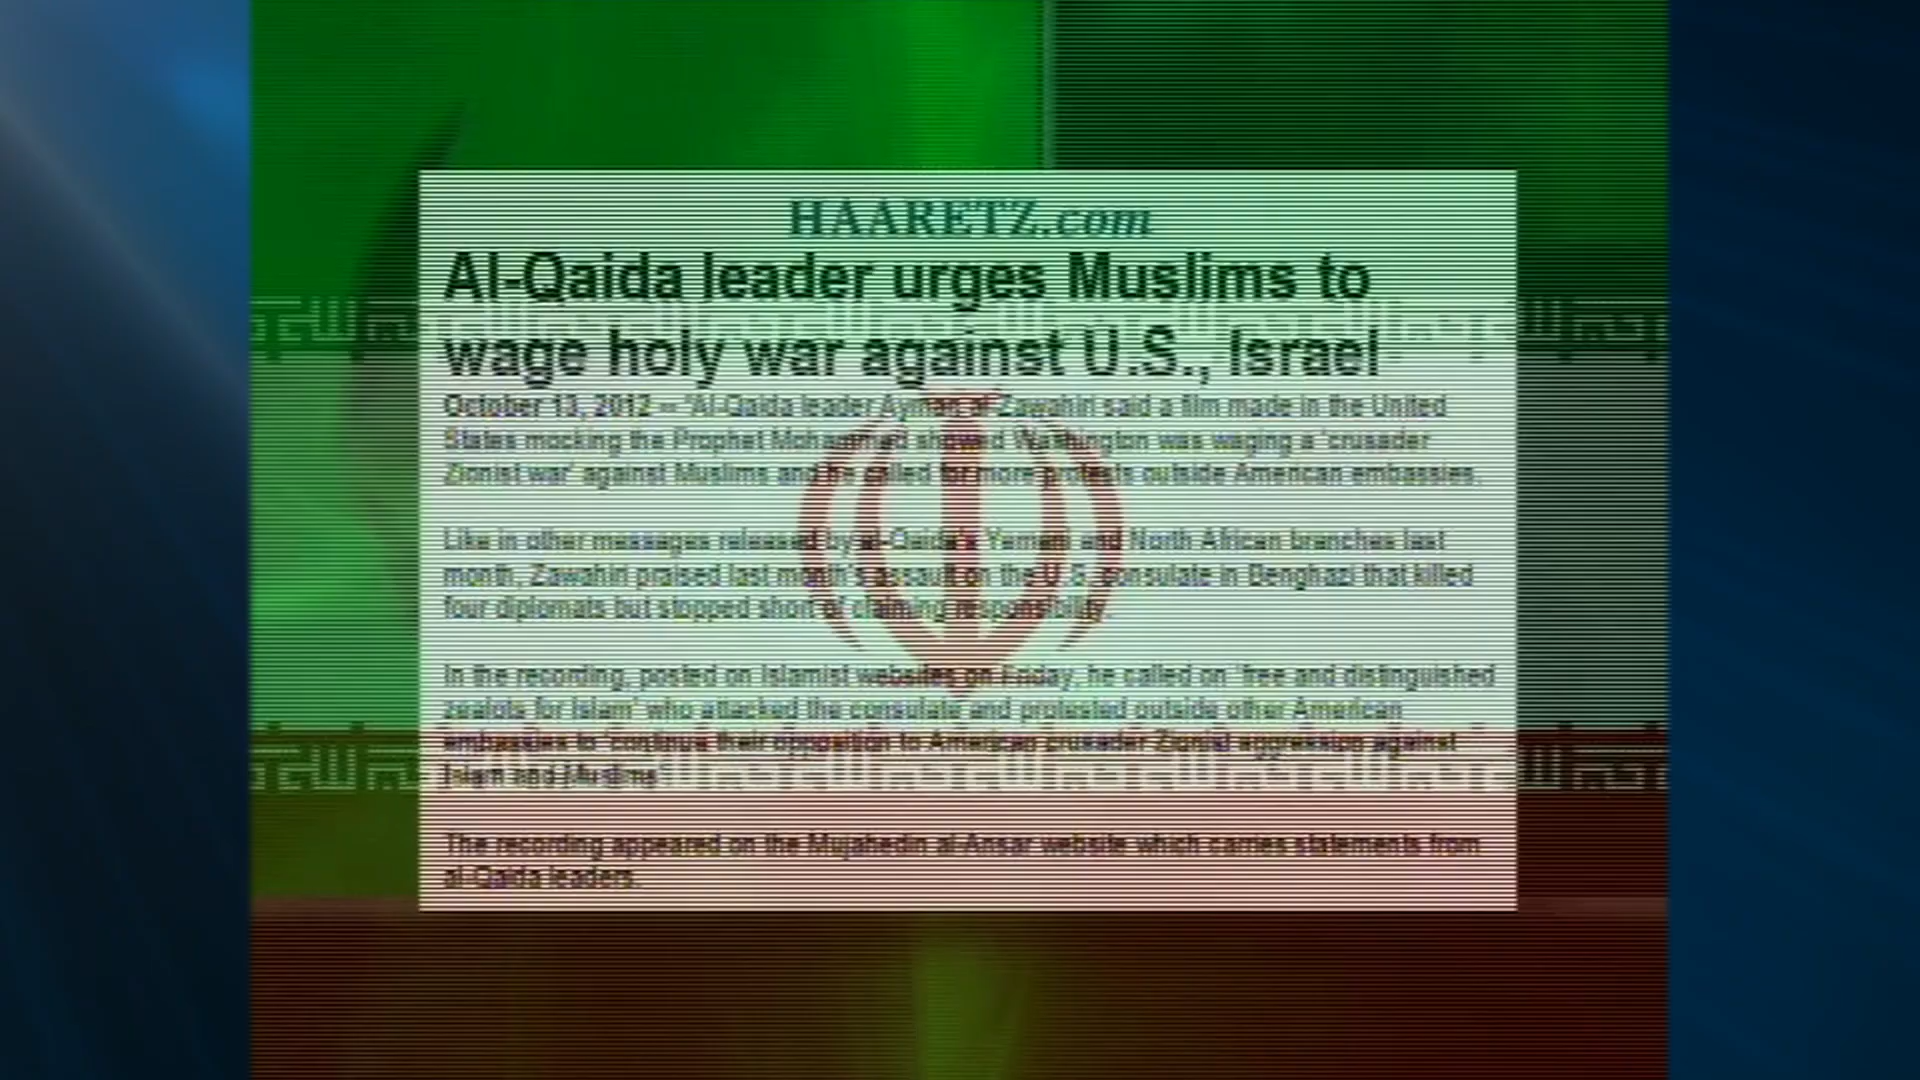 HAARETZ.com
Al-Qaida leader urges Muslims to
wage holy war against U.S., Israel
October 13, 2012 -- "Al-Qaida leader Ayman al-Zawahiri said a film made in the United
States mocking the Prophet Mohammed showed Washington was waging a 'crusader
Zionist war' against Muslims and he called for more protests outside American embassies.
Like in other messages released by al-Qaida's Yemeni and North African branches last
month, Zawahiri praised last month's assault on the U.S. consulate in Benghazi that killed
four diplomats but stopped short of claiming responsibility.
In the recording, posted on Islamist websites on Friday, he called on 'free and distinguished
zealots for Islam' who attacked the consulate and protested outside other American
embassies to 'continue their opposition to American crusader Zionist aggression against
Islam and Muslims'.
The recording appeared on the Mujahedin al-Ansar website which carries statements from
al-Qaida leaders.